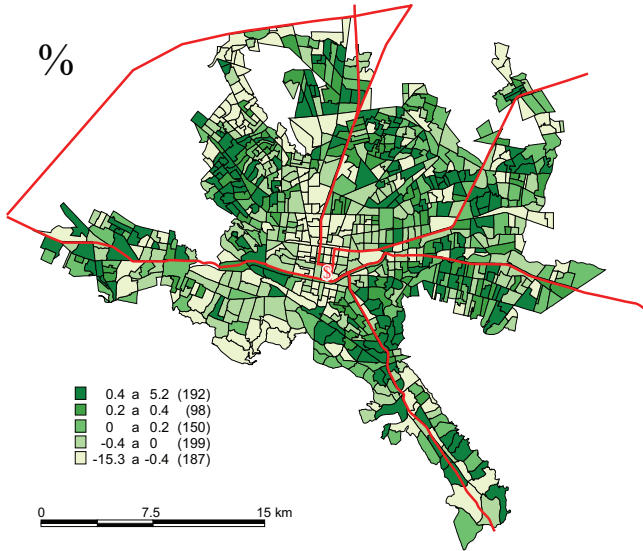 %
$
0.4 a 5.2 (192)
0.2 a 0.4 (98)
0 a 0.2 (150)
-0.4 a 0 (199)
-15.3 a -0.4 (187)
0 7.5 15 km